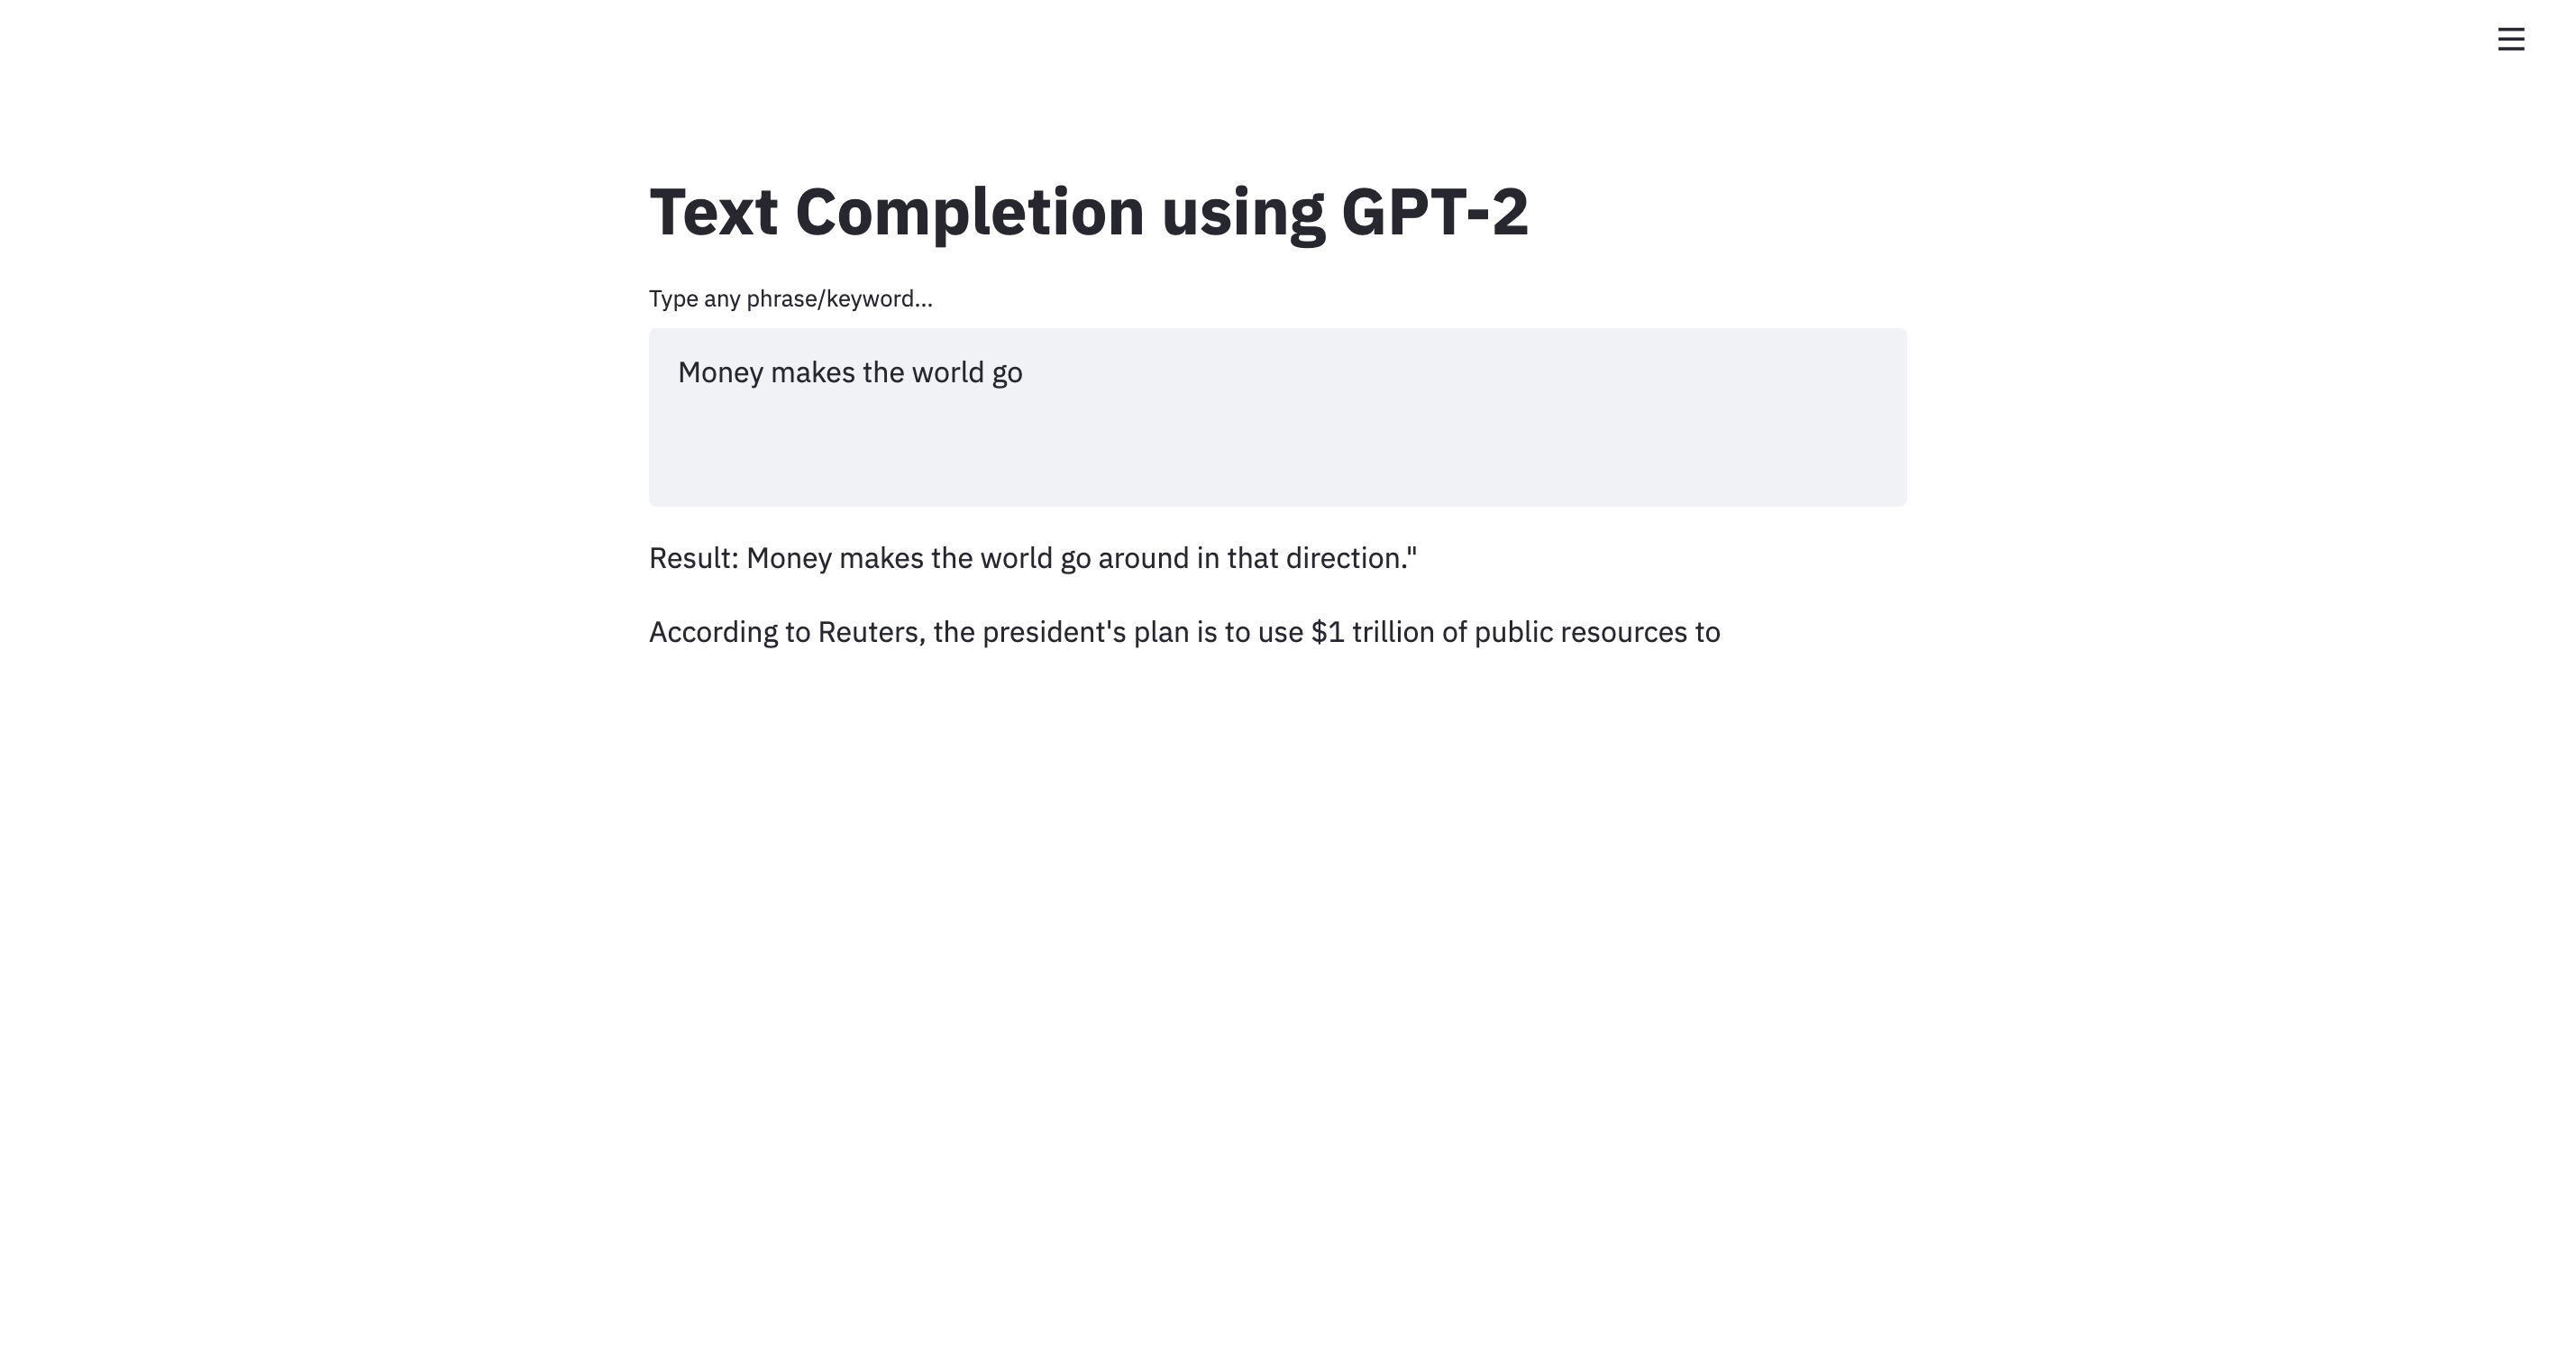 Text Completion using GPT-2
Type any phrase/keyword...
Money makes the world go
Result: Money makes the world go around in that direction."
According to Reuters, the president's plan is to use $1 trillion of public resources to